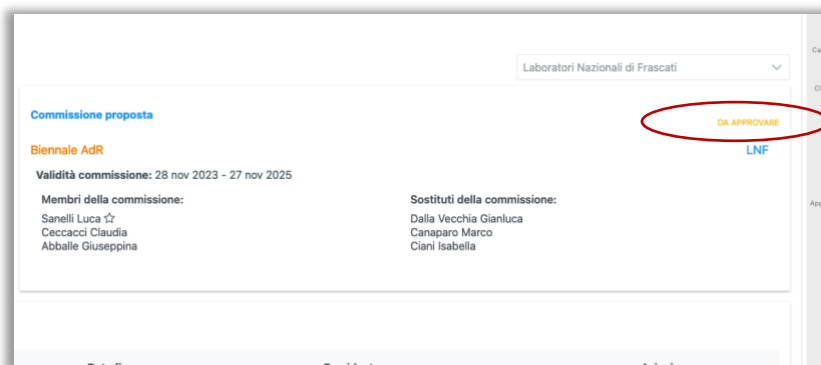 Laboratori Nazionali di Frascati
Commissione proposta
DA APPROVARE
Biennale AdR
LNF
Validità commissione: 28 nov 2023 - 27 nov 2025
Membri della commissione:
Sanelli Luca ☆
Ceccacci Claudia
Abballe Giuseppina
Sostituti della commissione:
Dalla Vecchia Gianluca
Canaparo Marco
Ciani Isabella